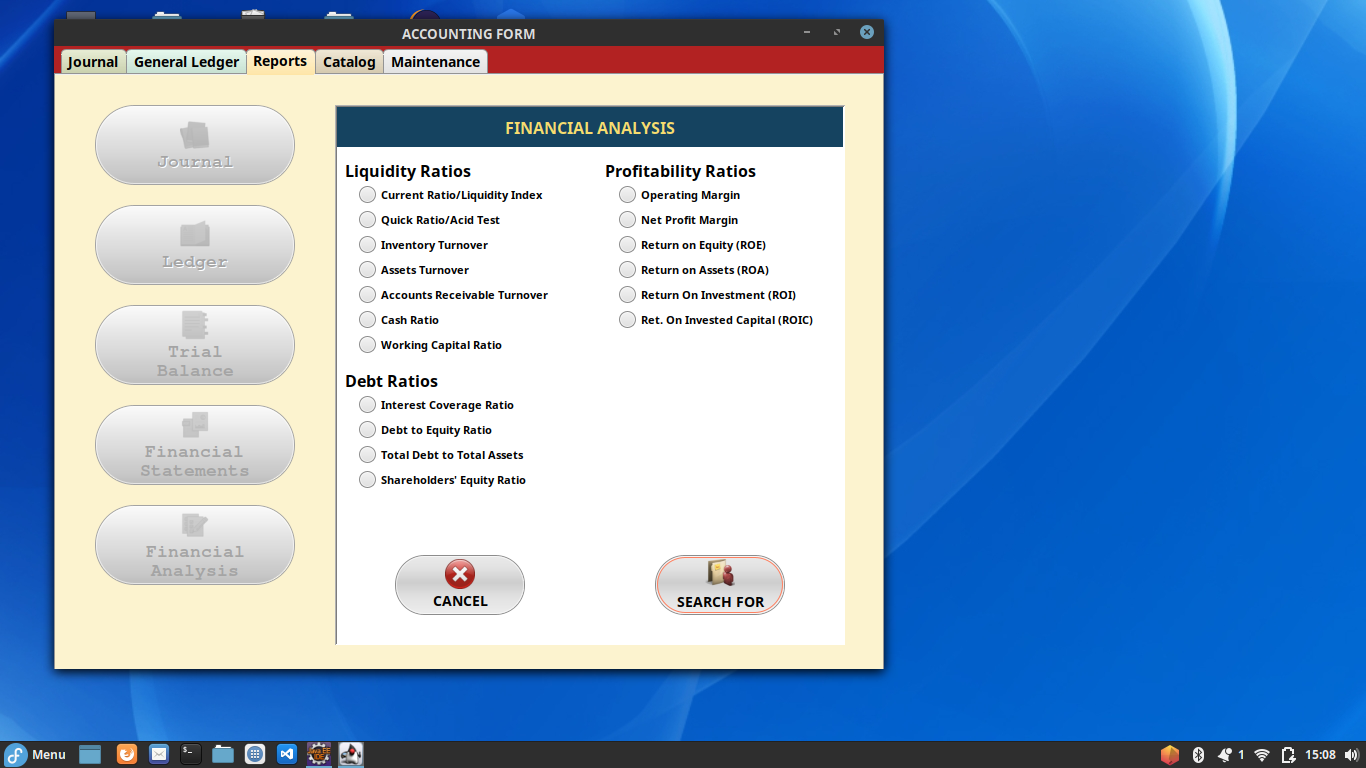 ACCOUNTING FORM
Journal General Ledger Reports Catalog Maintenance
Journal
Ledger
Trial
Balance
Financial
Statements
Financial
Analysis
FINANCIAL ANALYSIS
Liquidity Ratios
Current Ratio/Liquidity Index
Quick Ratio/Acid Test
Inventory Turnover
Assets Turnover
Accounts Receivable Turnover
Cash Ratio
Working Capital Ratio
Debt Ratios
Interest Coverage Ratio
Debt to Equity Ratio
Total Debt to Total Assets
Shareholders' Equity Ratio
Profitability Ratios
Operating Margin
Net Profit Margin
Return on Equity (ROE)
Return on Assets (ROA)
Return On Investment (ROI)
Ret. On Invested Capital (ROIC)
CANCEL
SEARCH FOR
Menu
1
15:08